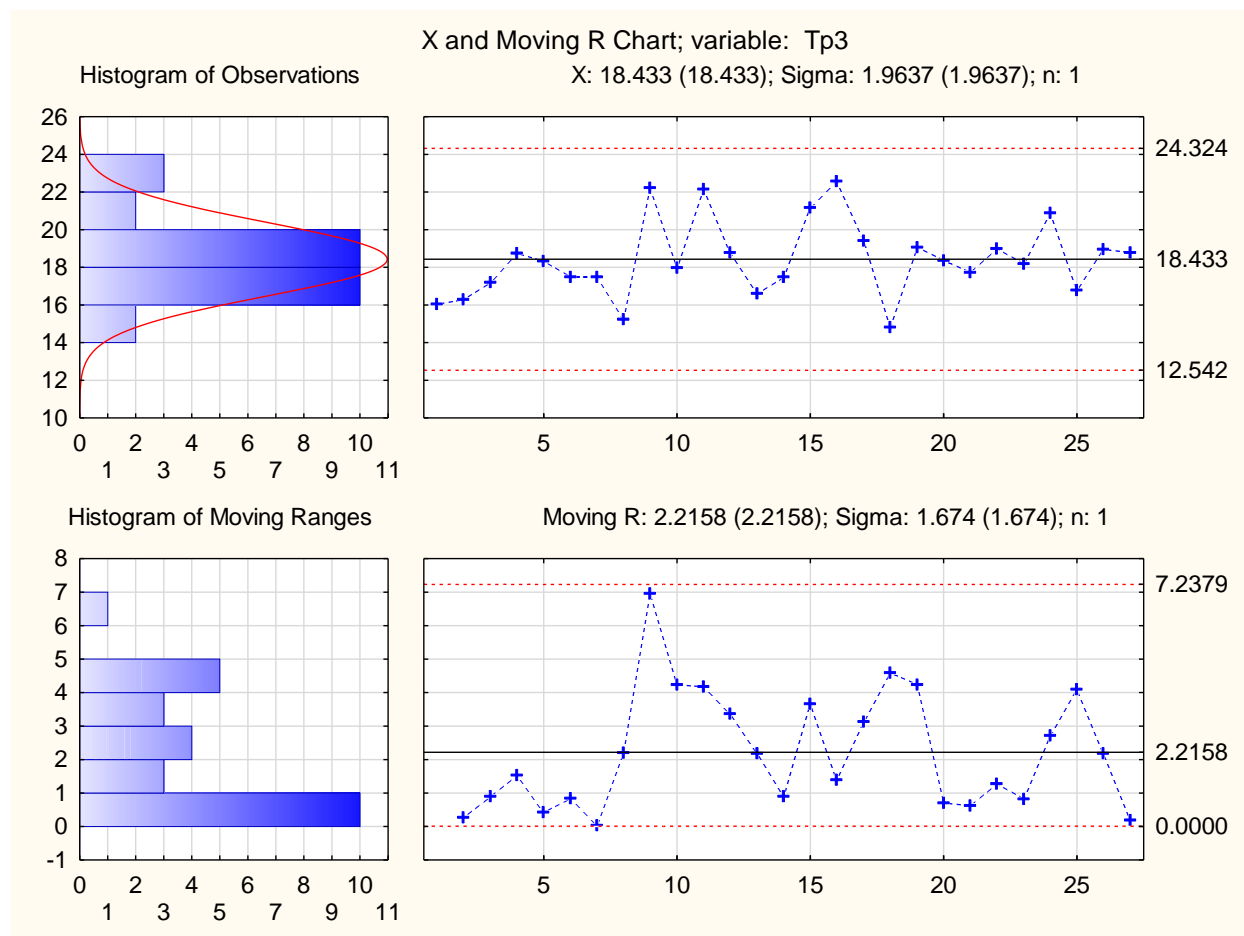 X and Moving R Chart; variable:  Tp3
Histogram of Observations
X: 18.433 (18.433); Sigma: 1.9637 (1.9637); n: 1
26
24
22
20
18
16
14
12
10
0 2 4 6 8 10
1 3 5 7 9 11
24.324
18.433
12.542
5 10 15 20 25
Histogram of Moving Ranges
Moving R: 2.2158 (2.2158); Sigma: 1.674 (1.674); n: 1
8
7
6
5
4
3
2
1
0
-1
0 2 4 6 8 10
1 3 5 7 9 11
7.2379
2.2158
0.0000
5 10 15 20 25